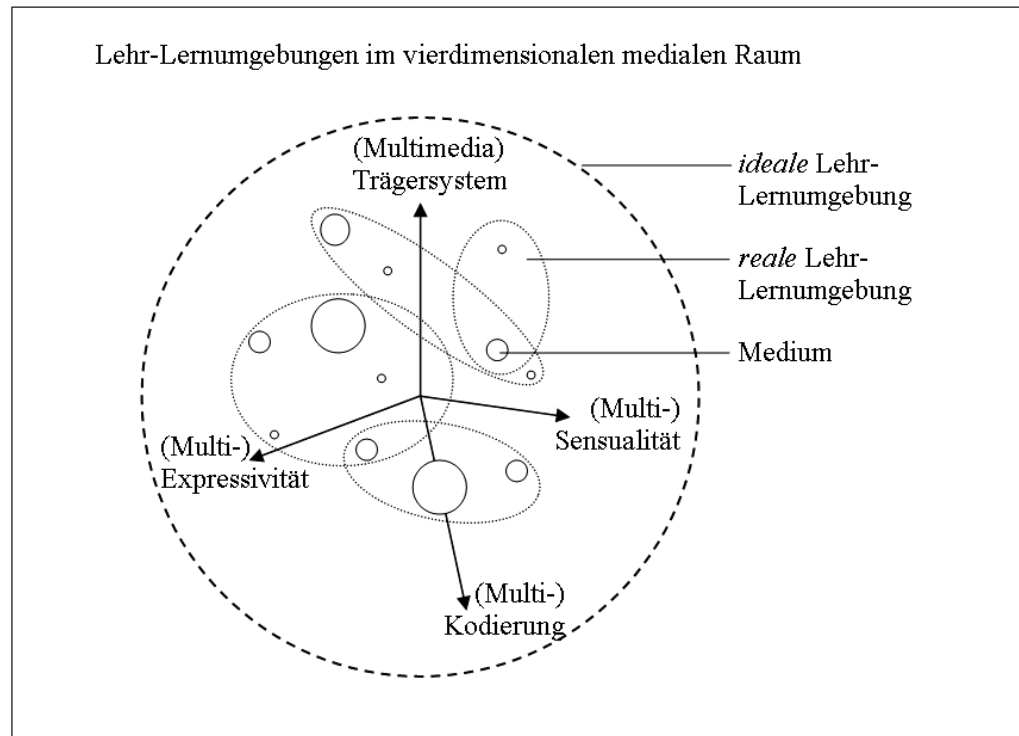 Lehr-Lernumgebungen im vierdimensionalen medialen Raum
(Multimedia)
Trägersystem
ideale Lehr-
Lernumgebung
reale Lehr-
Lernumgebung
Medium
(Multi-)
Sensualität
(Multi-)
Expressivität
(Multi-)
Kodierung